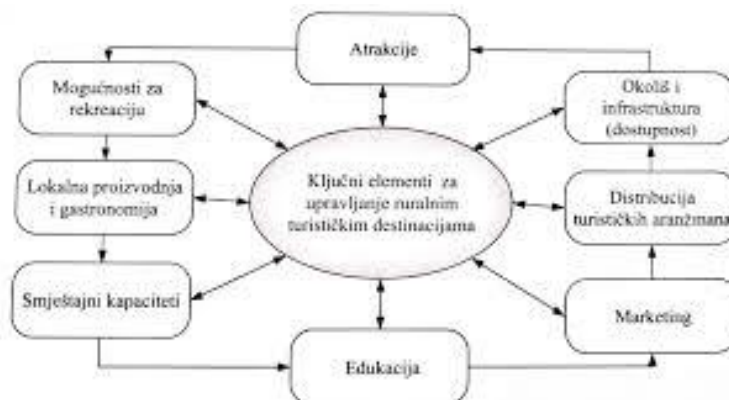 Atrakcije
Mogućnosti za
rekreaciju
Okoliš i
infrastruktura
(dostupnost)
Lokalna proizvodnja
i gastronomija
Ključni elementi za
upravljanje ruralnim
turističkim destinacijama
Distribucija
turističkih aranžmana
Smještajni kapaciteti
Marketing
Edukacija